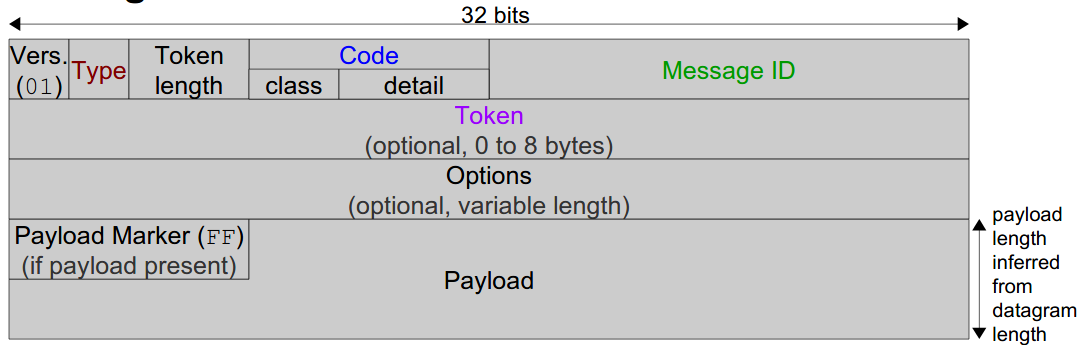 32 bits
Vers.
(01)
Type
Token
length
Code
class
detail
Message ID
Token
(optional, 0 to 8 bytes)
Options
(optional, variable length)
Payload Marker (FF)
(if payload present)
Payload
payload
length
inferred
from
datagram
length